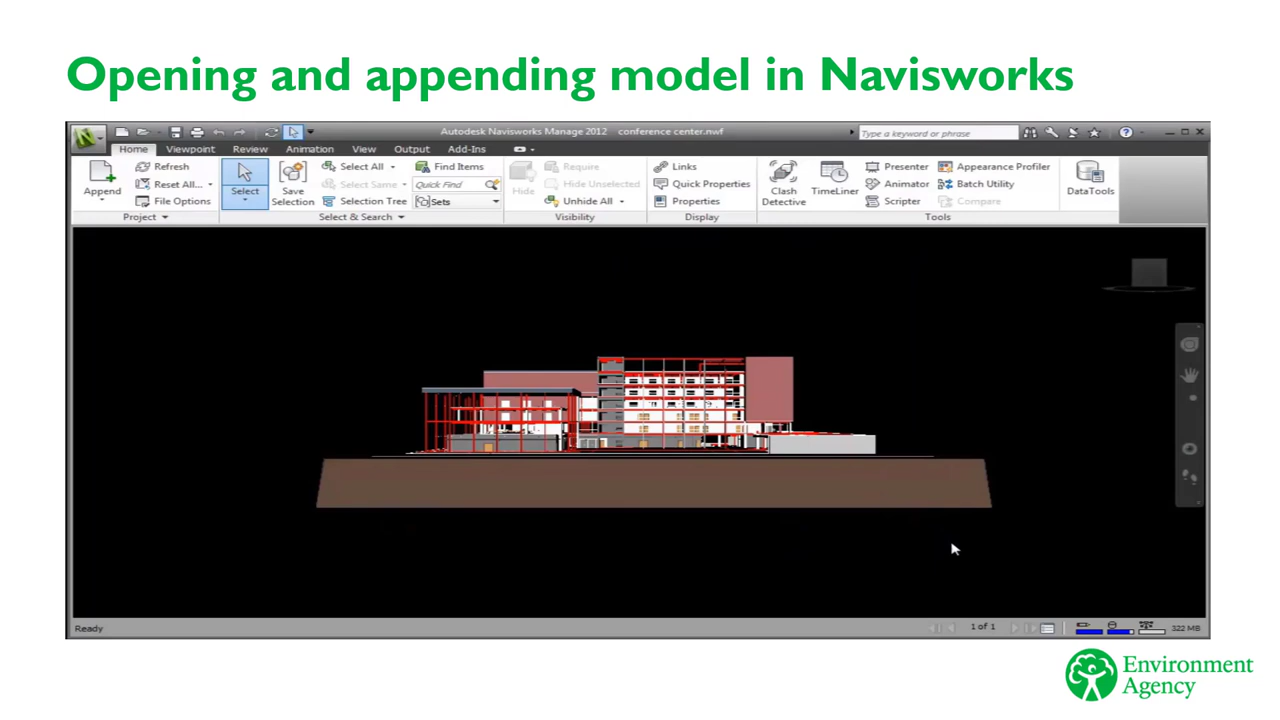 Opening and appending model in Navisworks
Autodesk Navisworks Manage 2012 conference center.nwf
Type a keyword or phrase
Home Viewpoint Review Animation View Output Add-Ins
Append
Refresh
Reset All...
File Options
Project
Select
Save Selection
Select All
Select Same
Selection Tree
Find Items
Quick Find
Sets
Select & Search
Hide
Require
Hide Unselected
Unhide All
Visibility
Links
Quick Properties
Properties
Display
Clash Detective
TimeLiner
Presenter
Animator
Scripter
Appearance Profiler
Batch Utility
Compare
Tools
DataTools
Ready
1 of 1
322 MB
Environment
Agency